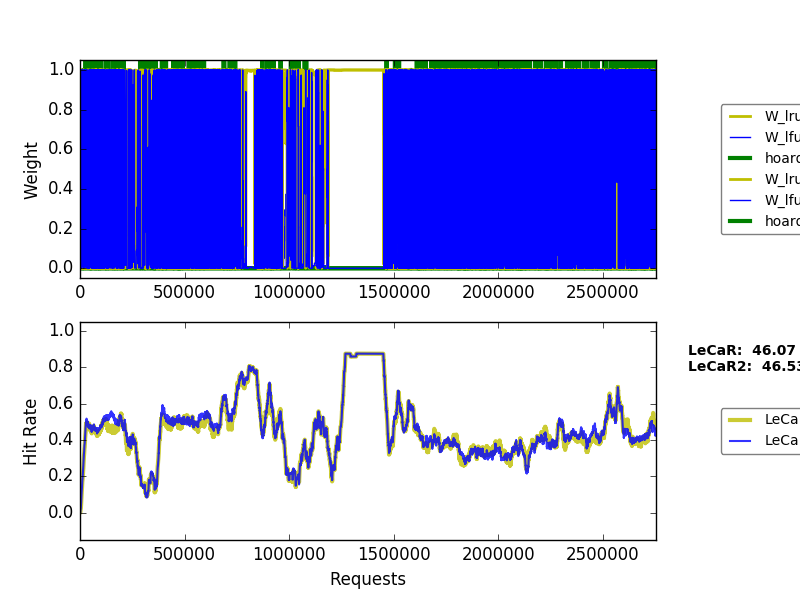 1.0
0.8
0.6
0.4
0.2
0.0
Weight
0 500000 1000000 1500000 2000000 2500000
W_lru
W_lfu
hoard
W_lru
W_lfu
hoard
1.0
0.8
0.6
0.4
0.2
0.0
Hit Rate
0 500000 1000000 1500000 2000000 2500000
Requests
LeCaR: 46.07
LeCaR2: 46.53
LeCa
LeCa